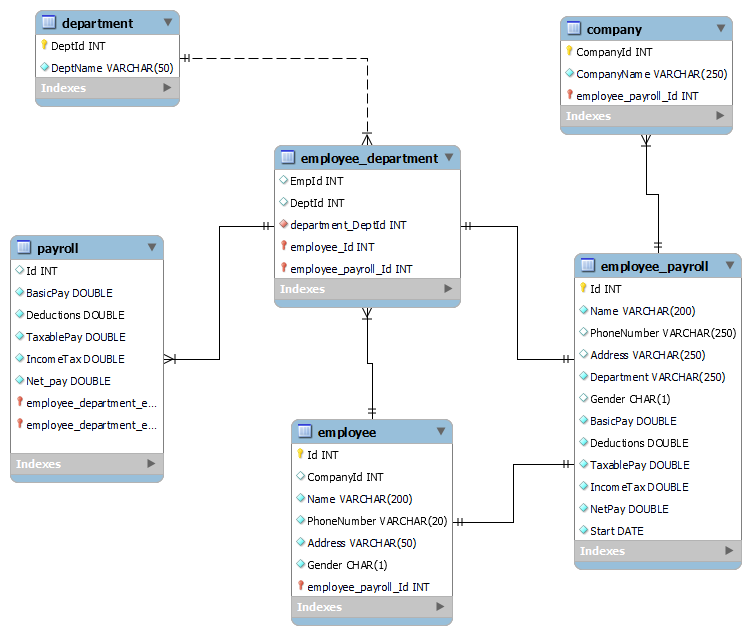 department
DeptId INT
DeptName VARCHAR(50)
Indexes
company
CompanyId INT
CompanyName VARCHAR(250)
employee_payroll_Id INT
Indexes
employee_department
EmpId INT
DeptId INT
department_DeptId INT
employee_Id INT
employee_payroll_Id INT
Indexes
payroll
Id INT
BasicPay DOUBLE
Deductions DOUBLE
TaxablePay DOUBLE
IncomeTax DOUBLE
Net_pay DOUBLE
employee_department_e...
employee_department_e...
Indexes
employee_payroll
Id INT
Name VARCHAR(200)
PhoneNumber VARCHAR(250)
Address VARCHAR(250)
Department VARCHAR(250)
Gender CHAR(1)
BasicPay DOUBLE
Deductions DOUBLE
TaxablePay DOUBLE
IncomeTax DOUBLE
NetPay DOUBLE
Start DATE
Indexes
employee
Id INT
CompanyId INT
Name VARCHAR(200)
PhoneNumber VARCHAR(20)
Address VARCHAR(50)
Gender CHAR(1)
employee_payroll_Id INT
Indexes